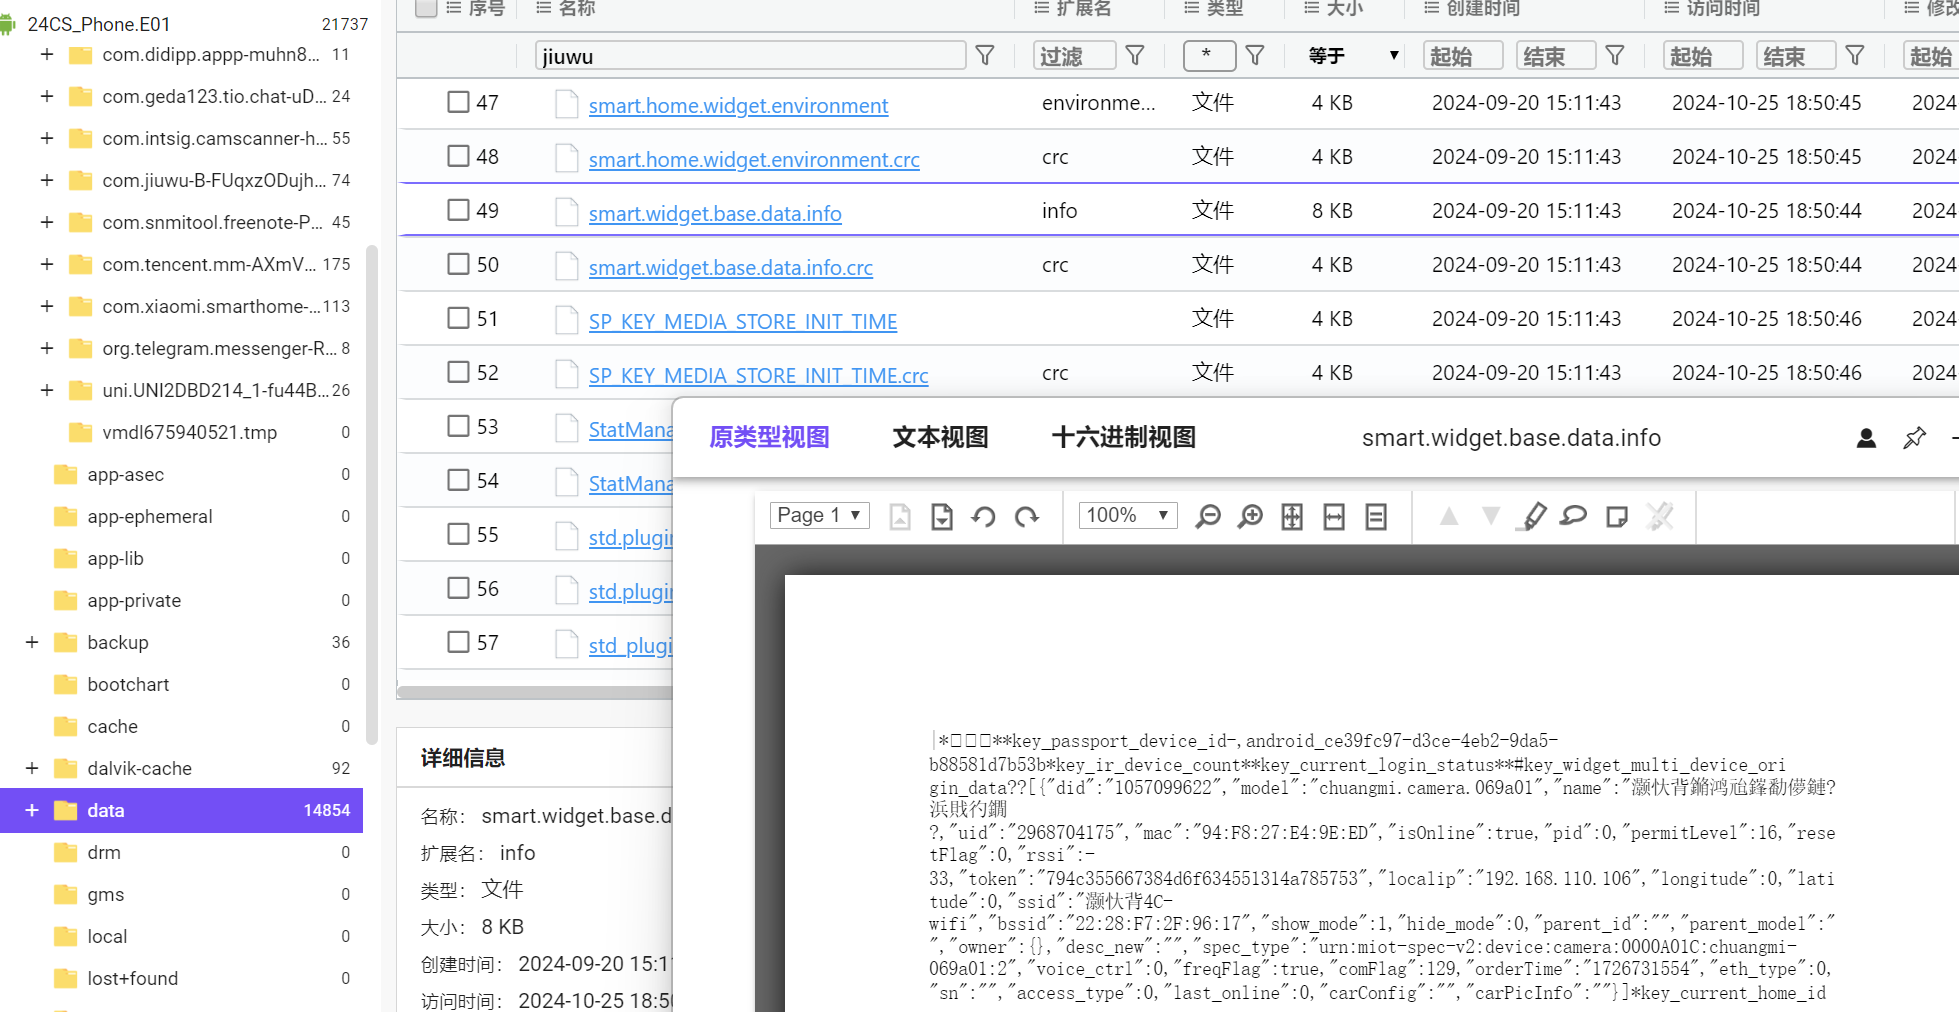 24CS_Phone.E01 21737
com.didipp.appp-muhn8... 11
com.geda123.tio.chat-uD... 24
com.intsig.camscanner-h... 55
com.jiuwu-B-FUqxzODujh... 74
com.snmitool.freenote-P... 45
com.tencent.mm-AXmV... 175
com.xiaomi.smarthome-... 113
org.telegram.messenger-R... 8
uni.UNI2DBD214_1-fu44B... 26
vmdl675940521.tmp 0
app-asec 0
app-ephemeral 0
app-lib 0
app-private 0
backup 36
bootchart 0
cache 0
dalvik-cache 92
data 14854
drm 0
gms 0
local 0
lost+found 0
序号 名称 扩展名 类型 大小 创建时间 访问时间 修改
jiuwu 过滤 * 等于 起始 结束 起始 结束 起始
47 smart.home.widget.environment environme... 文件 4 KB 2024-09-20 15:11:43 2024-10-25 18:50:45 2024
48 smart.home.widget.environment.crc crc 文件 4 KB 2024-09-20 15:11:43 2024-10-25 18:50:45 2024
49 smart.widget.base.data.info info 文件 8 KB 2024-09-20 15:11:43 2024-10-25 18:50:44 2024
50 smart.widget.base.data.info.crc crc 文件 4 KB 2024-09-20 15:11:43 2024-10-25 18:50:44 2024
51 SP_KEY_MEDIA_STORE_INIT_TIME 文件 4 KB 2024-09-20 15:11:43 2024-10-25 18:50:46 2024
52 SP_KEY_MEDIA_STORE_INIT_TIME.crc crc 文件 4 KB 2024-09-20 15:11:43 2024-10-25 18:50:46 2024
53 StatMana
54 StatMana
55 std.plugin
56 std.plugin
57 std_plugi
详细信息
名称: smart.widget.base.d
扩展名: info
类型: 文件
大小: 8 KB
创建时间: 2024-09-20 15:1
访问时间: 2024-10-25 18:5
原类型视图 文本视图 十六进制视图 smart.widget.base.data.info
Page 1 100%
*□□□**key_passport_device_id-,android_ce39fc97-d3ce-4eb2-9da5-
b88581d7b53b*key_ir_device_count**key_current_login_status**#key_widget_multi_device_ori
gin_data??[{"did":"1057099622","model":"chuangmi.camera.069a01","name":"灏忕背鏅鸿兘鎽勫儚鏈?
浜戝彴鐗
?,"uid":"2968704175","mac":"94:F8:27:E4:9E:ED","isOnline":true,"pid":0,"permitLevel":16,"rese
tFlag":0,"rssi":-
33,"token":"794c355667384d6f634551314a785753","localip":"192.168.110.106","longitude":0,"lati
tude":0,"ssid":"灏忕背4C-
wifi","bssid":"22:28:F7:2F:96:17","show_mode":1,"hide_mode":0,"parent_id":"","parent_model":"
","owner":{},"desc_new":"","spec_type":"urn:miot-spec-v2:device:camera:0000A01C:chuangmi-
069a01:2","voice_ctrl":0,"freqFlag":true,"comFlag":129,"orderTime":"1726731554","eth_type":0,
"sn":"","access_type":0,"last_online":0,"carConfig":"","carPicInfo":""}]*key_current_home_id